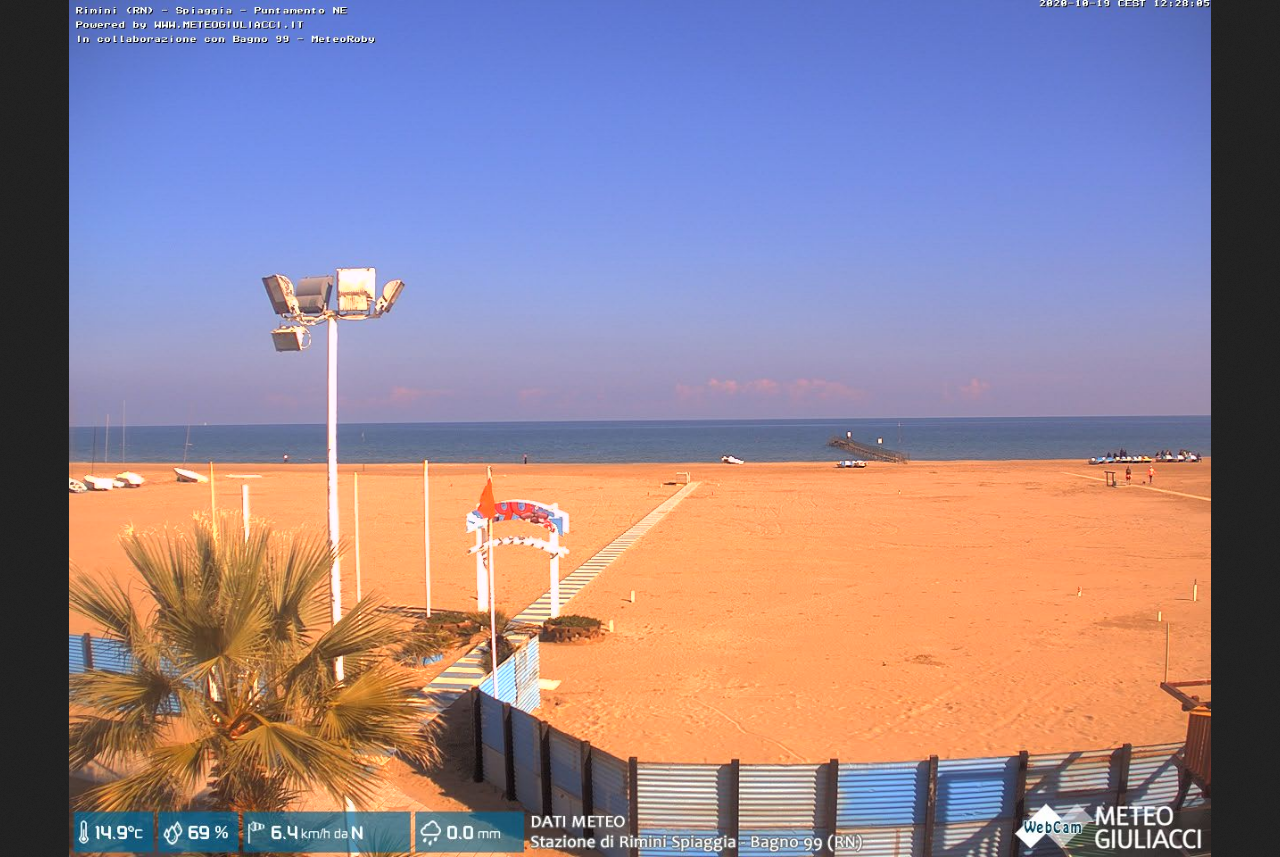 Rimini (RN) - Spiaggia - Puntamento NE
Powered by WWW.METEOGIULIACCI.IT
In collaborazione con Bagno 99 - MeteoRoby
2020-10-19 CEST 12:28:05
14.9°c
69 %
6.4 km/h da N
0.0 mm
DATI METEO
Stazione di Rimini Spiaggia- Bagno 99 (RN)
WebCam
METEO
GIULIACCI